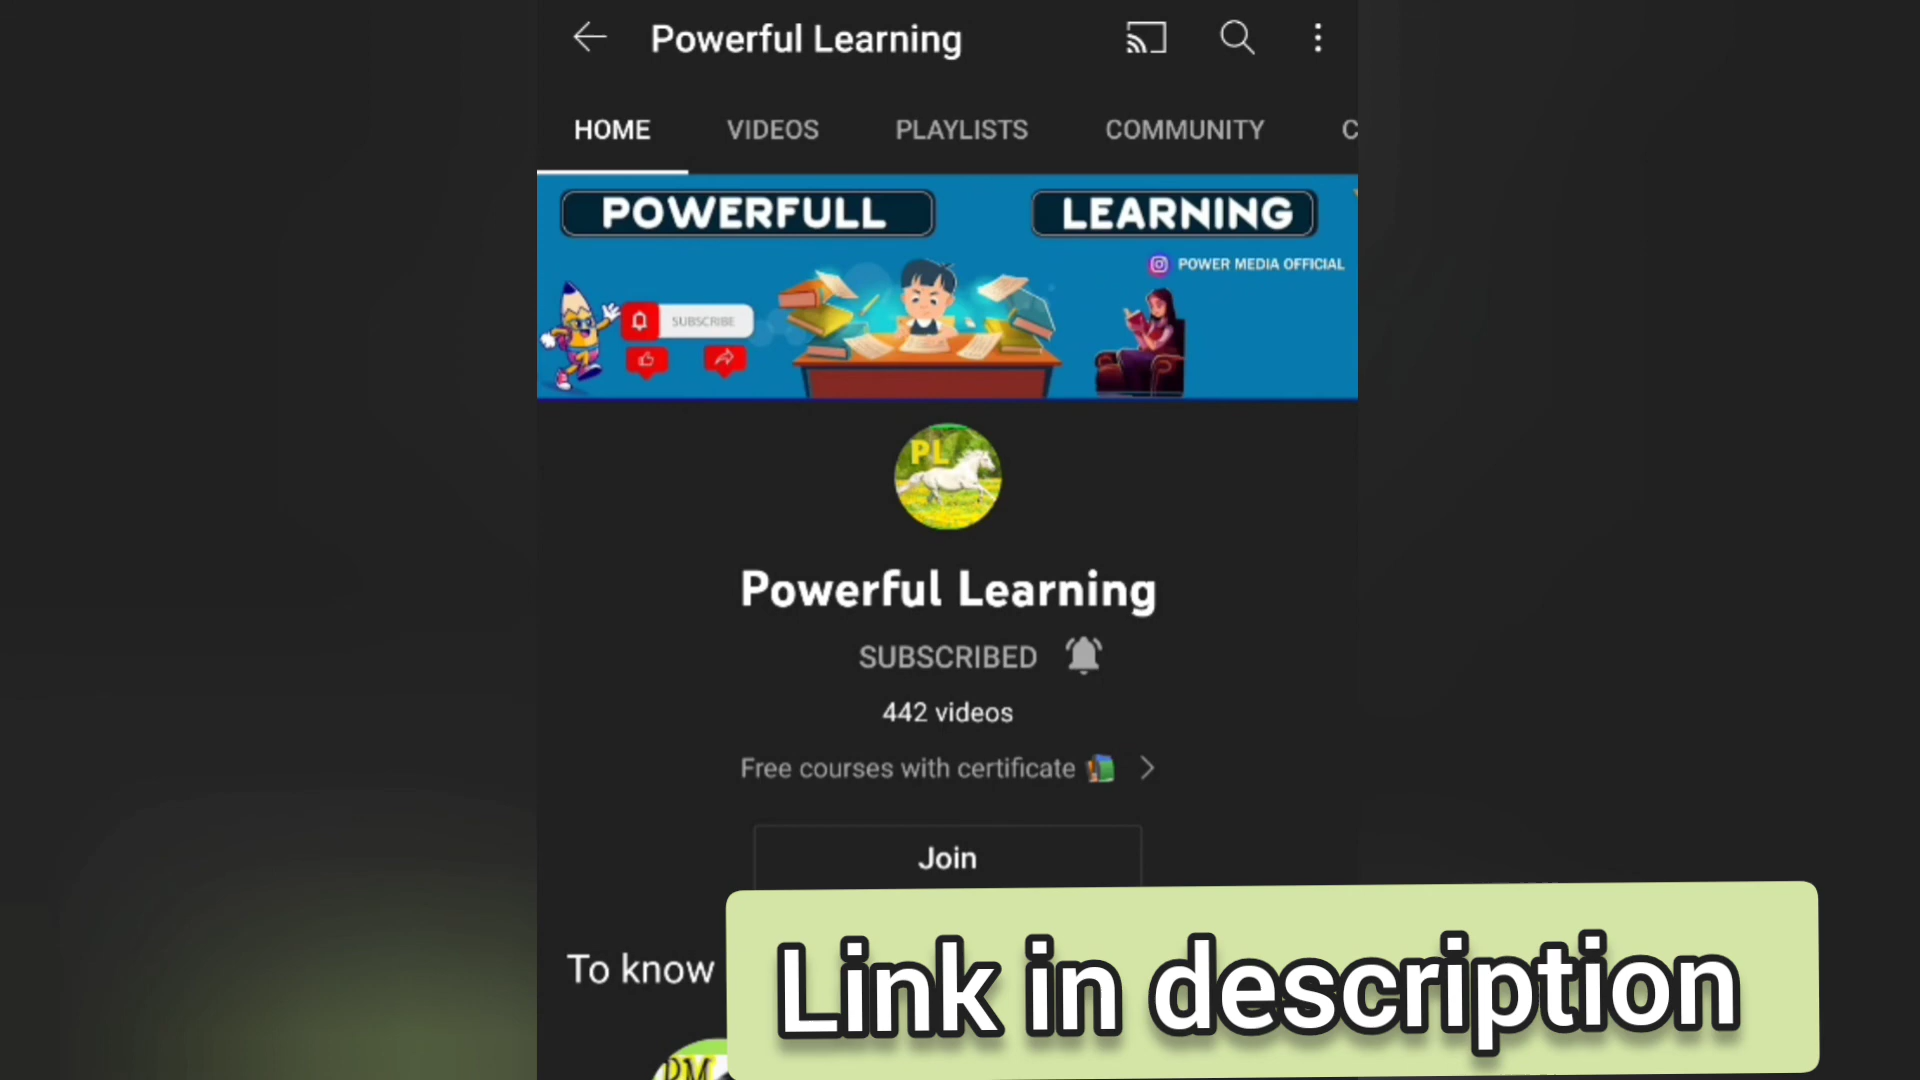 Powerful Learning
HOME VIDEOS PLAYLISTS COMMUNITY C
POWERFULL LEARNING
POWER MEDIA OFFICIAL
SUBSCRIBE
PL
Powerful Learning
SUBSCRIBED
442 videos
Free courses with certificate
Join
To know
Link in description
PM